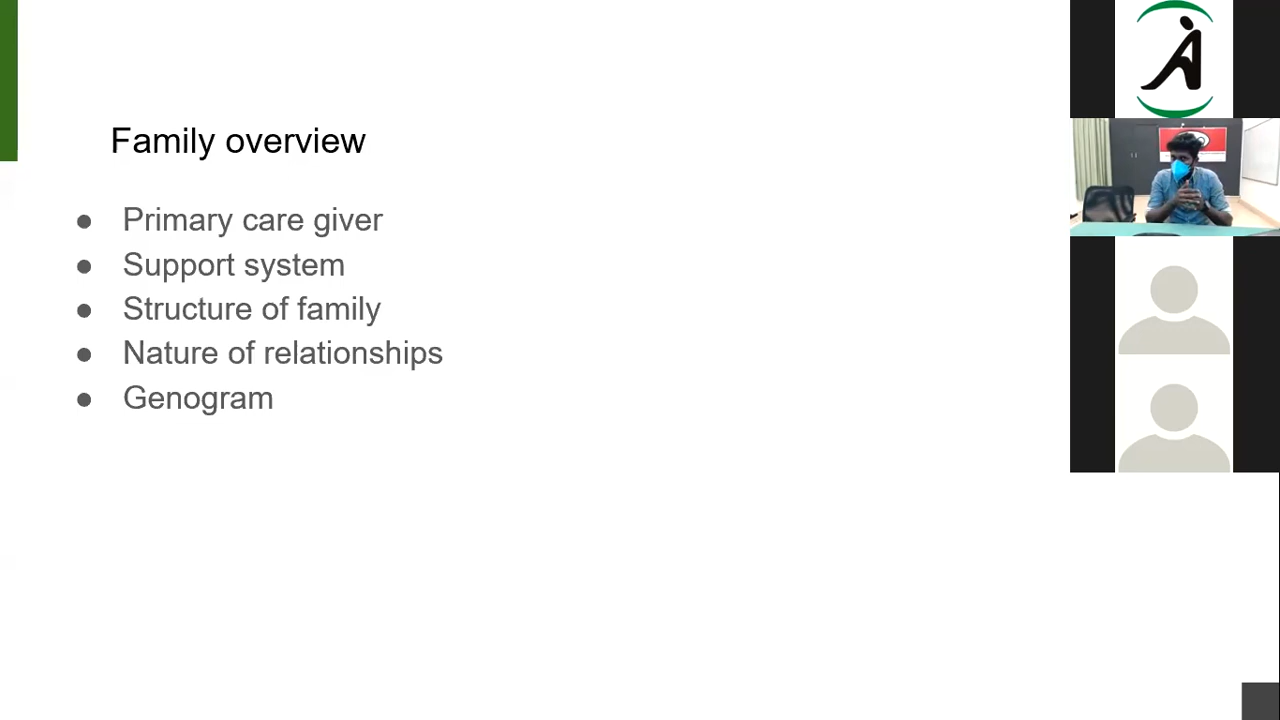 Family overview
Primary care giver
Support system
Structure of family
Nature of relationships
Genogram